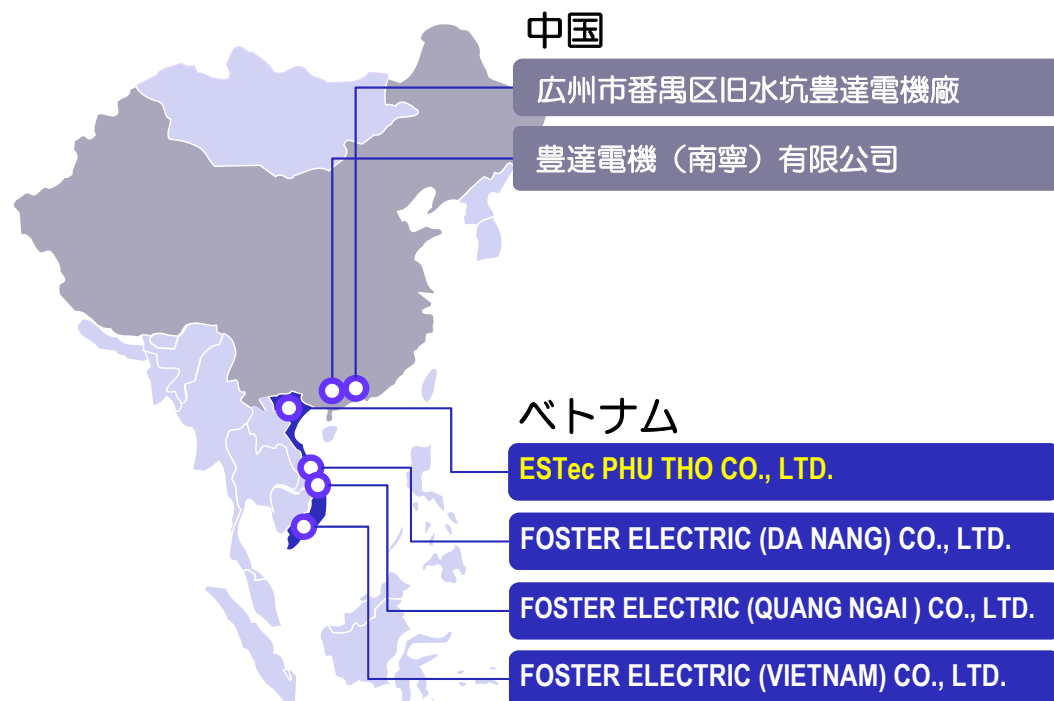 中国
広州市番禺区旧水坑豊達電機廠
豊達電機（南寧）有限公司
ベトナム
ESTec PHU THO CO., LTD.
FOSTER ELECTRIC (DA NANG) CO., LTD.
FOSTER ELECTRIC (QUANG NGAI ) CO., LTD.
FOSTER ELECTRIC (VIETNAM) CO., LTD.